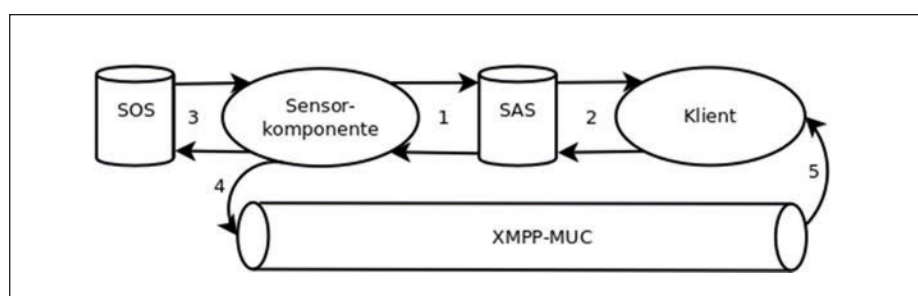 SOS
3
Sensor-
komponente
1
SAS
2
Klient
4
5
XMPP-MUC